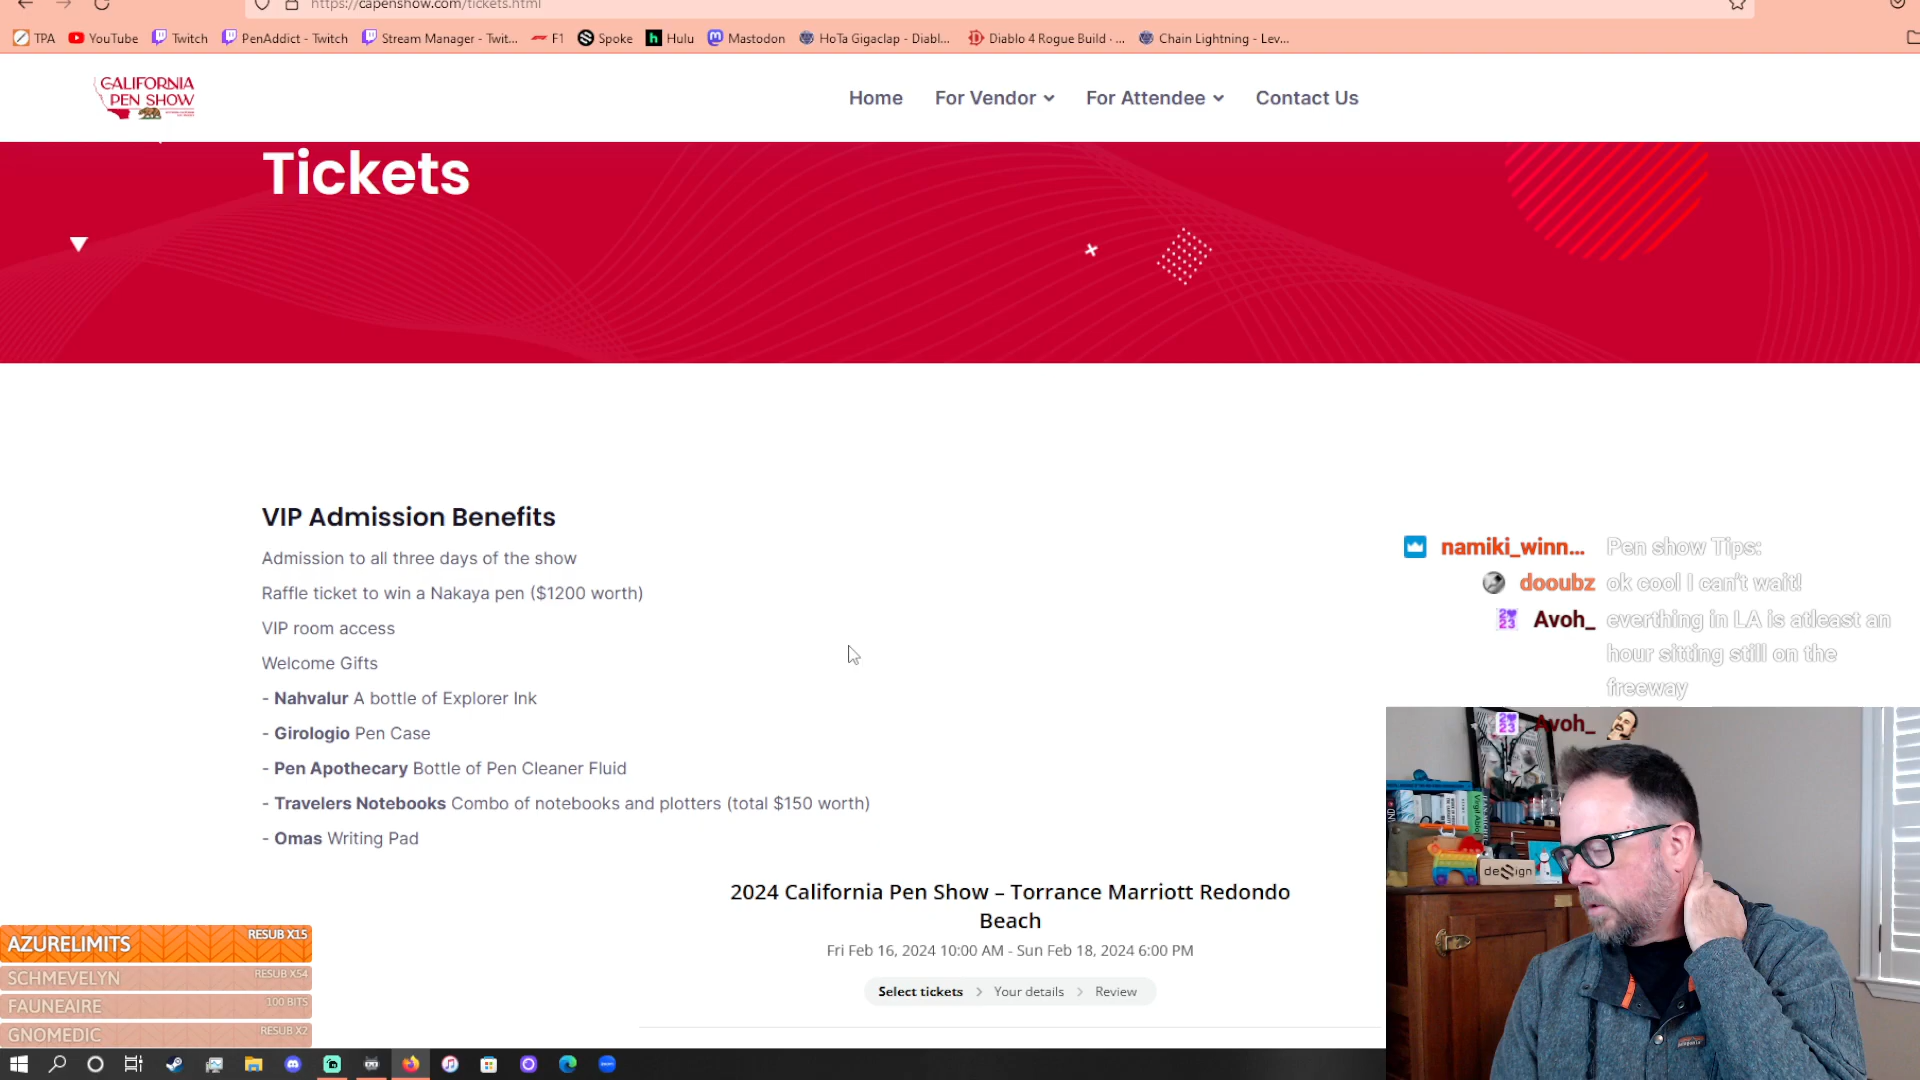 https://capenshow.com/tickets.html
TPA YouTube Twitch PenAddict - Twitch Stream Manager - Twit... F1 Spoke Hulu Mastodon HoTa Gigaclap - Diabl... Diablo 4 Rogue Build · ... Chain Lightning - Lev...
CALIFORNIA
PEN SHOW
Home For Vendor For Attendee Contact Us
Tickets
VIP Admission Benefits
Admission to all three days of the show
Raffle ticket to win a Nakaya pen ($1200 worth)
VIP room access
Welcome Gifts
- Nahvalur A bottle of Explorer Ink
- Girologio Pen Case
- Pen Apothecary Bottle of Pen Cleaner Fluid
- Travelers Notebooks Combo of notebooks and plotters (total $150 worth)
- Omas Writing Pad
2024 California Pen Show – Torrance Marriott Redondo
Beach
Fri Feb 16, 2024 10:00 AM - Sun Feb 18, 2024 6:00 PM
Select tickets > Your details > Review
namiki_winn... Pen show Tips:
dooubz ok cool I can't wait!
Avoh_ everthing in LA is atleast an
hour sitting still on the
freeway
Avoh_
Virgil Abloh
deSign
patagonia
AZURELIMITS RESUB X15
SCHMEVELYN RESUB X54
FAUNEAIRE 100 BITS
GNOMEDIC RESUB X2